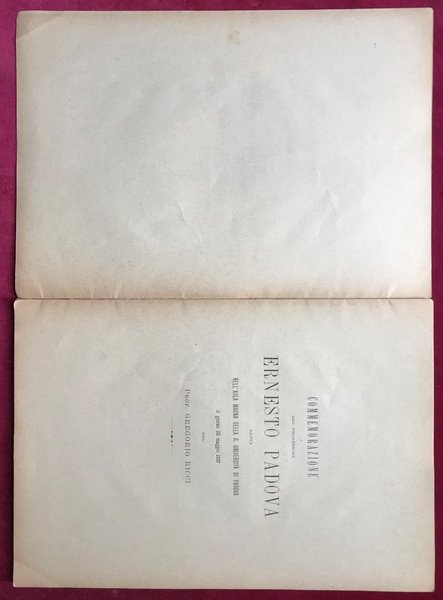 COMMEMORAZIONE
DEL PROFESSORE
ERNESTO PADOVA
LETTA
NELL'AULA MAGNA DELLA R. UNIVERSITÀ DI PADOVA
il giorno 20 maggio
DAL
PROF. GREGORIO RICCI